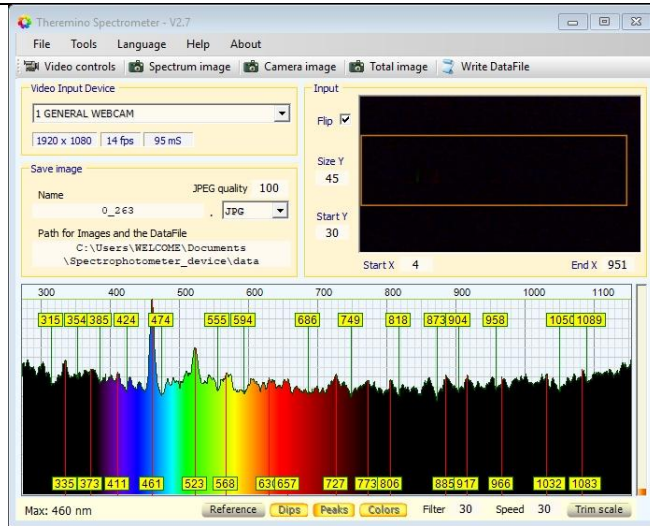 Theremino Spectrometer - V2.7
File Tools Language Help About
Video controls Spectrum image Camera image Total image Write DataFile
Video Input Device
1 GENERAL WEBCAM
1920 x 1080 14 fps 95 mS
Save image
Name JPEG quality 100
0_263 . JPG
Path for Images and the DataFile
C:\Users\WELCOME\Documents
\Spectrophotometer_device\data
Input
Flip
Size Y
45
Start Y
30
Start X 4 End X 951
300 400 500 600 700 800 900 1000 1100
315 354 385 424 474 555 594 686 749 818 873 904 958 1050 1089
335 373 411 461 523 568 630 657 727 773 806 885 917 966 1032 1083
Max: 460 nm Reference Dips Peaks Colors Filter 30 Speed 30 Trim scale